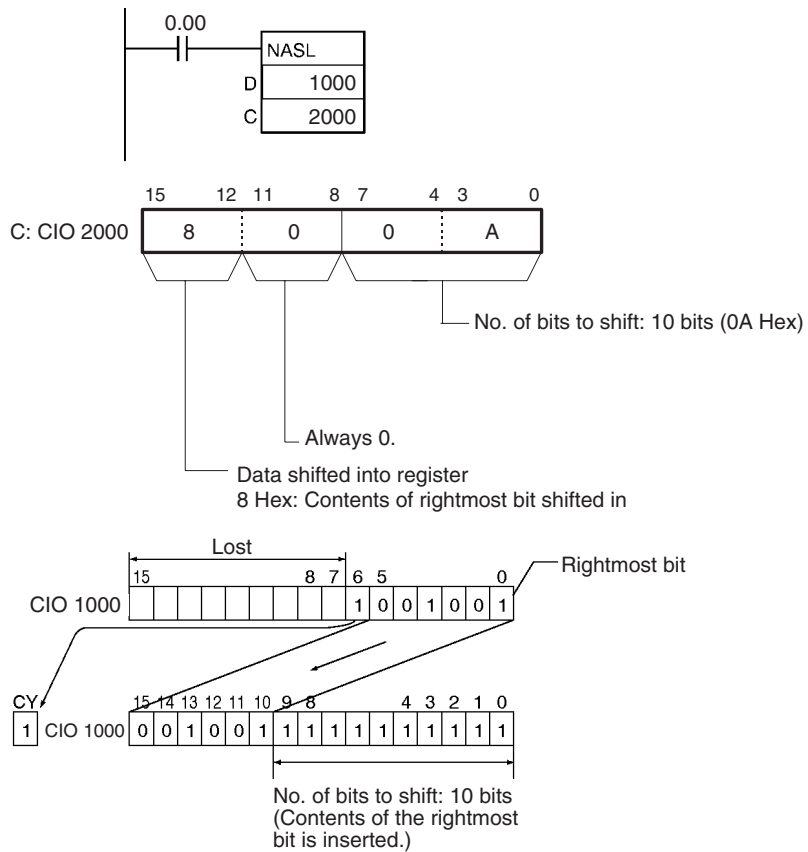 0.00
NASL
D 1000
C 2000
15 12 11 8 7 4 3 0
C: CIO 2000 8 0 0 A
No. of bits to shift: 10 bits (0A Hex)
Always 0.
Data shifted into register
8 Hex: Contents of rightmost bit shifted in
Lost
15 8 7 6 5 0
Rightmost bit
CIO 1000 1 0 0 1 0 0 1
CY 15 14 13 12 11 10 9 8 4 3 2 1 0
1 CIO 1000 0 0 1 0 0 1 1 1 1 1 1 1 1 1 1 1
No. of bits to shift: 10 bits
(Contents of the rightmost
bit is inserted.)